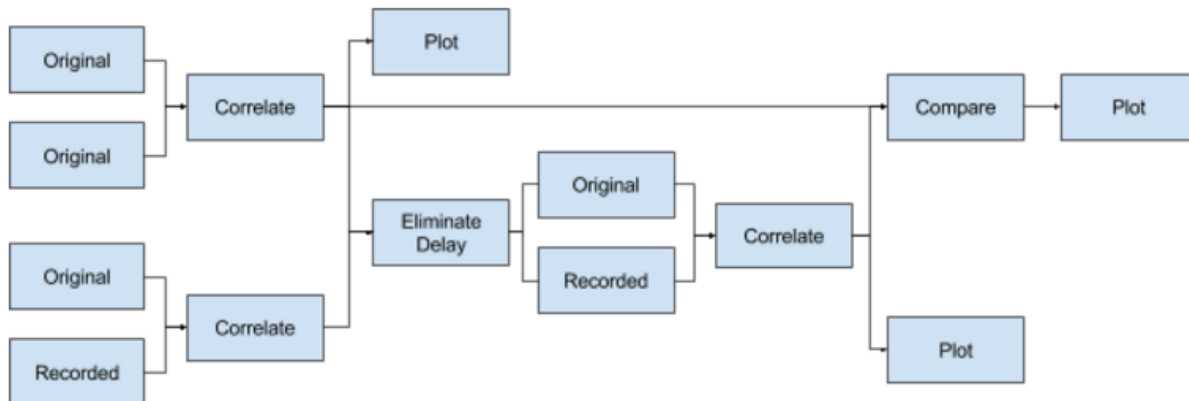 Original
Original
Correlate
Plot
Compare
Plot
Original
Recorded
Correlate
Eliminate
Delay
Original
Recorded
Correlate
Plot